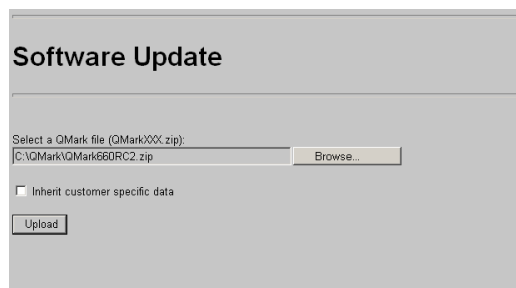 Software Update
Select a QMark file (QMarkXXX.zip):
C:\QMark\QMark660RC2.zip
Browse...
Inherit customer specific data
Upload